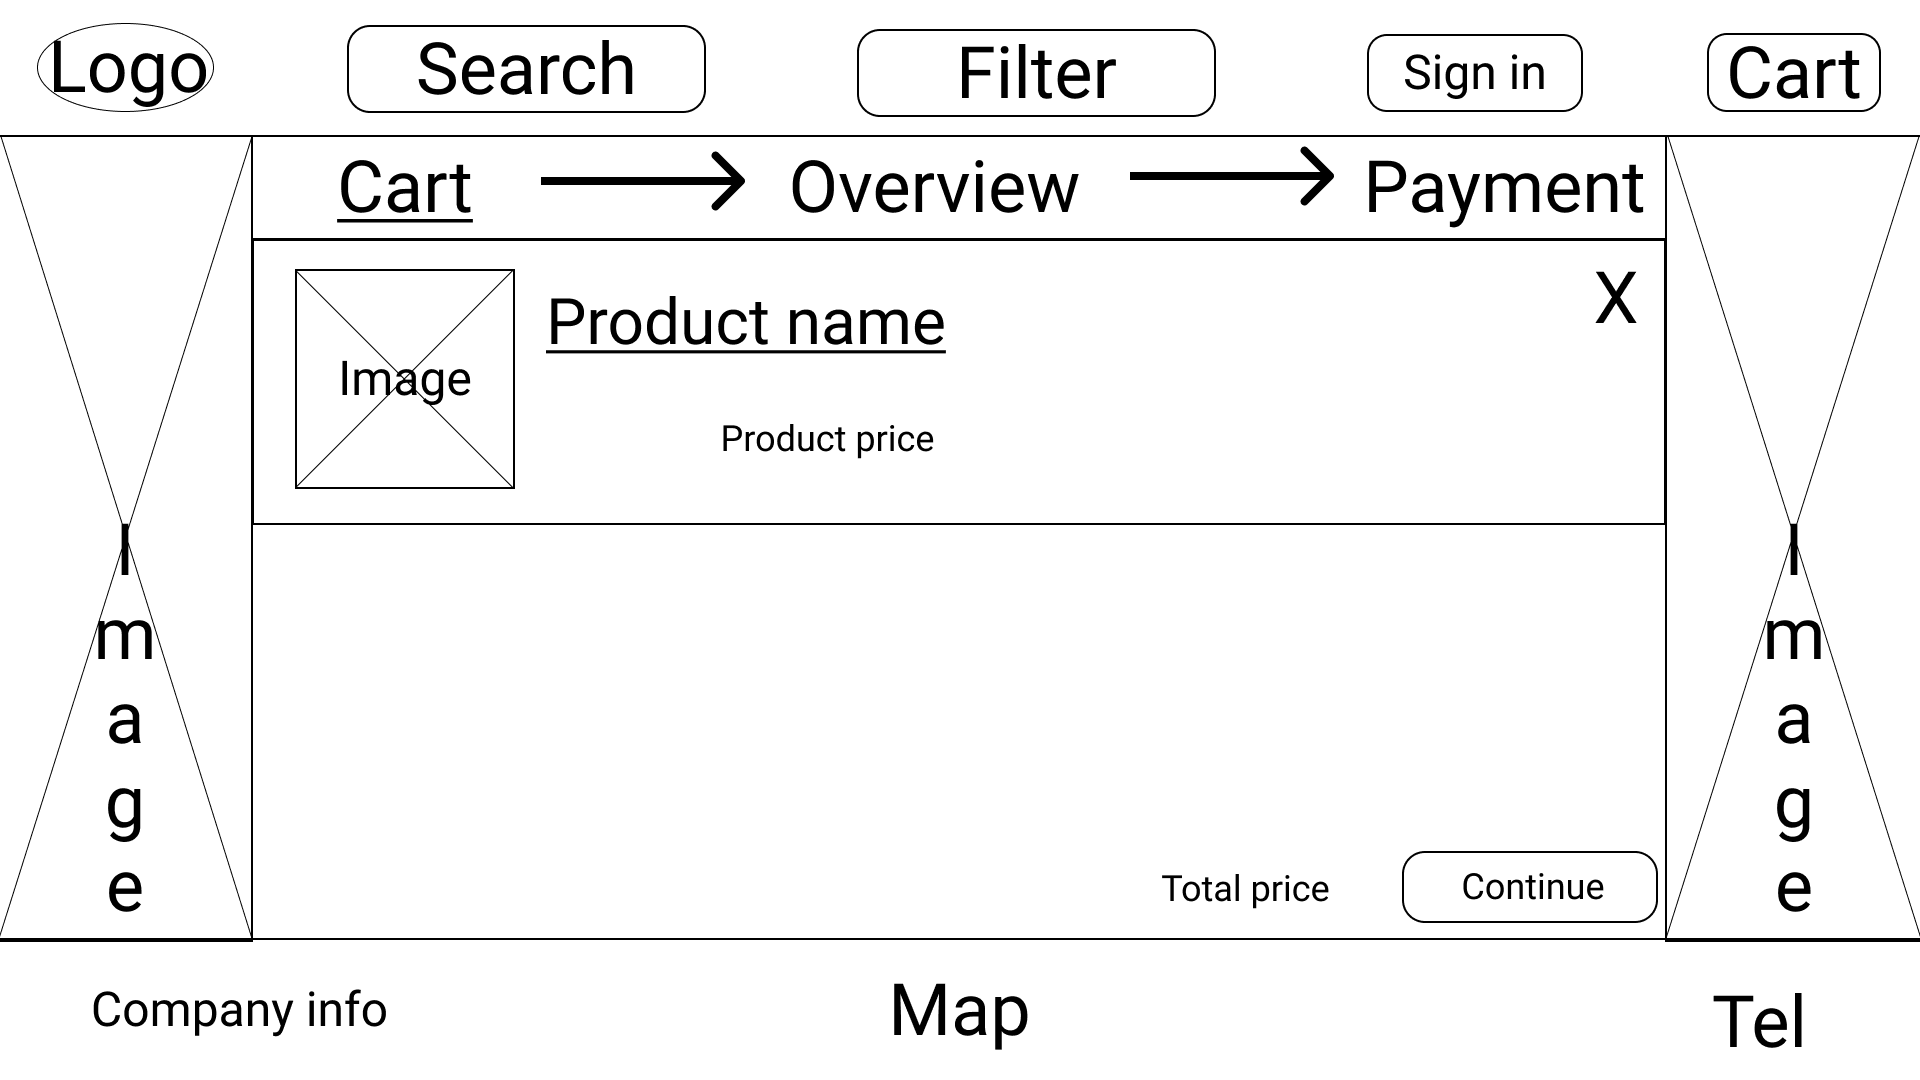 Logo
Search
Filter
Sign in
Cart
Cart
Overview
Payment
Product name
X
Image
Product price
I
m
a
g
e
I
m
a
g
e
Total price
Continue
Company info
Map
Tel